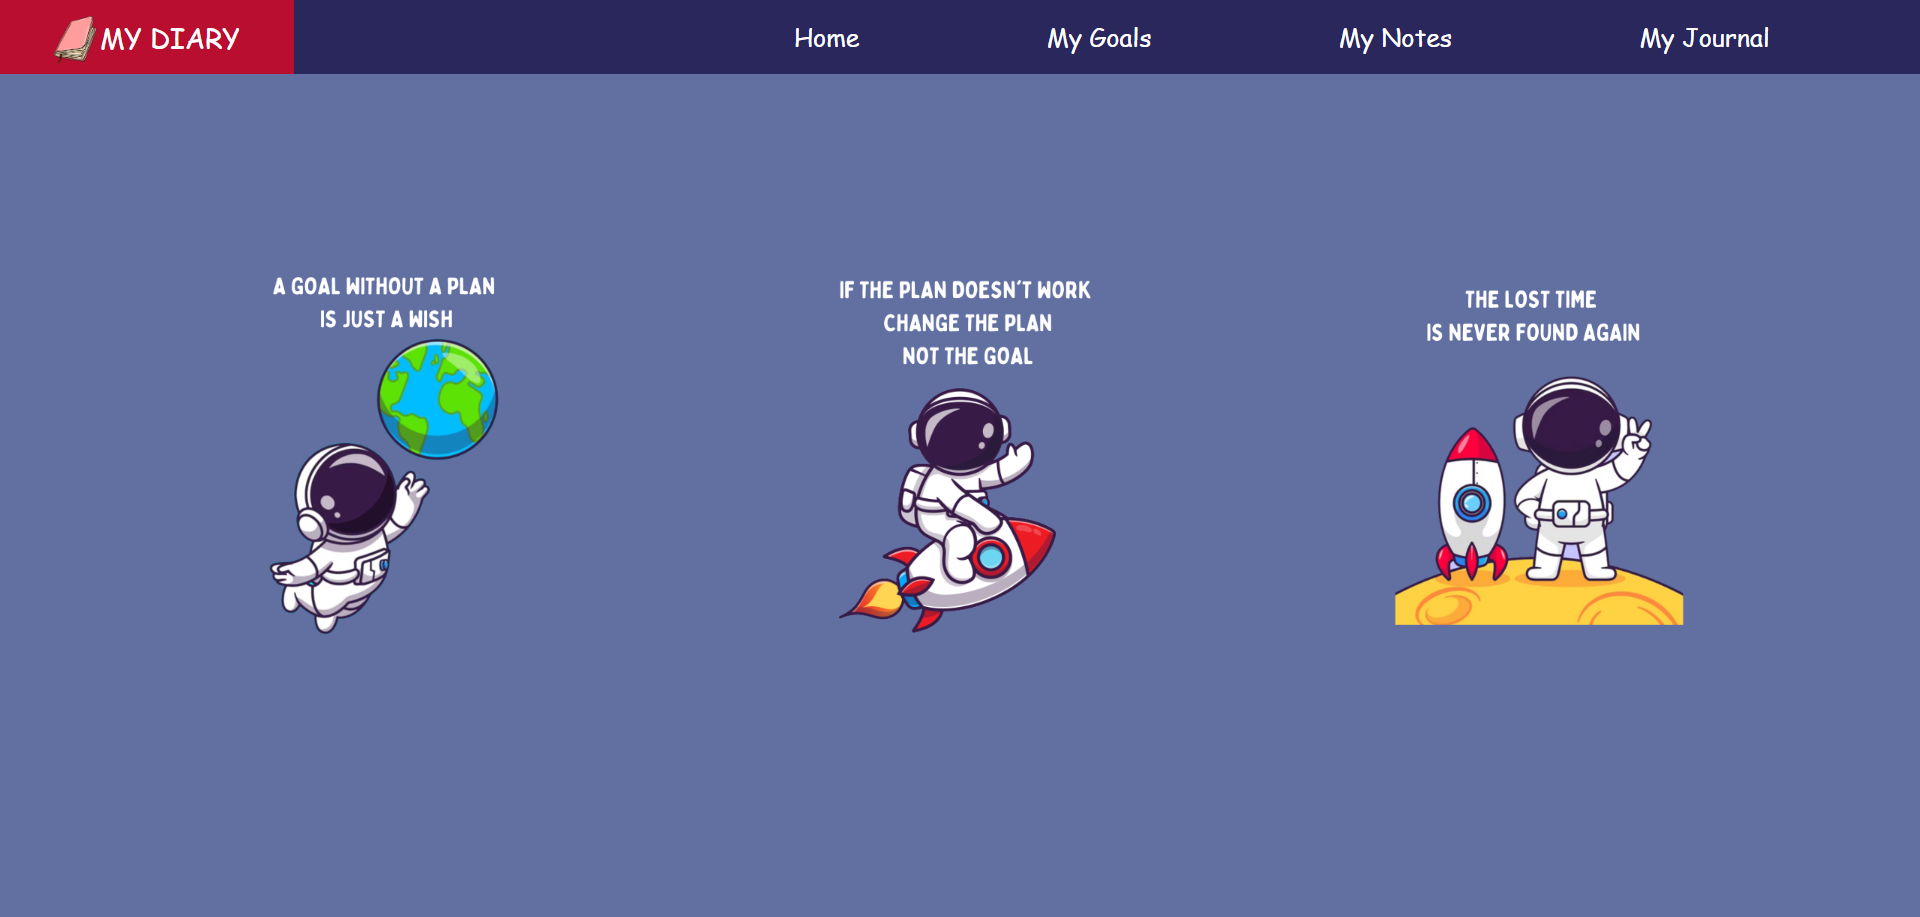 MY DIARY
Home
My Goals
My Notes
My Journal
A GOAL WITHOUT A PLAN
IS JUST A WISH
IF THE PLAN DOESN'T WORK
CHANGE THE PLAN
NOT THE GOAL
THE LOST TIME
IS NEVER FOUND AGAIN